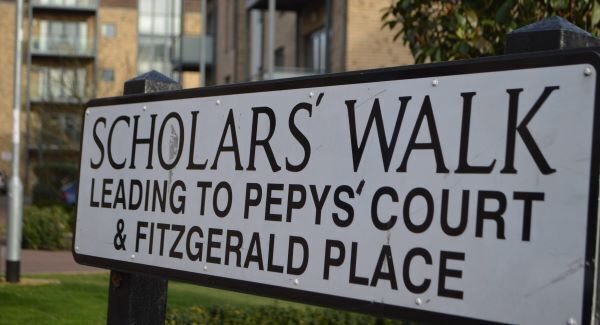 SCHOLARS' WALK
LEADING TO PEPYS' COURT
& FITZGERALD PLACE